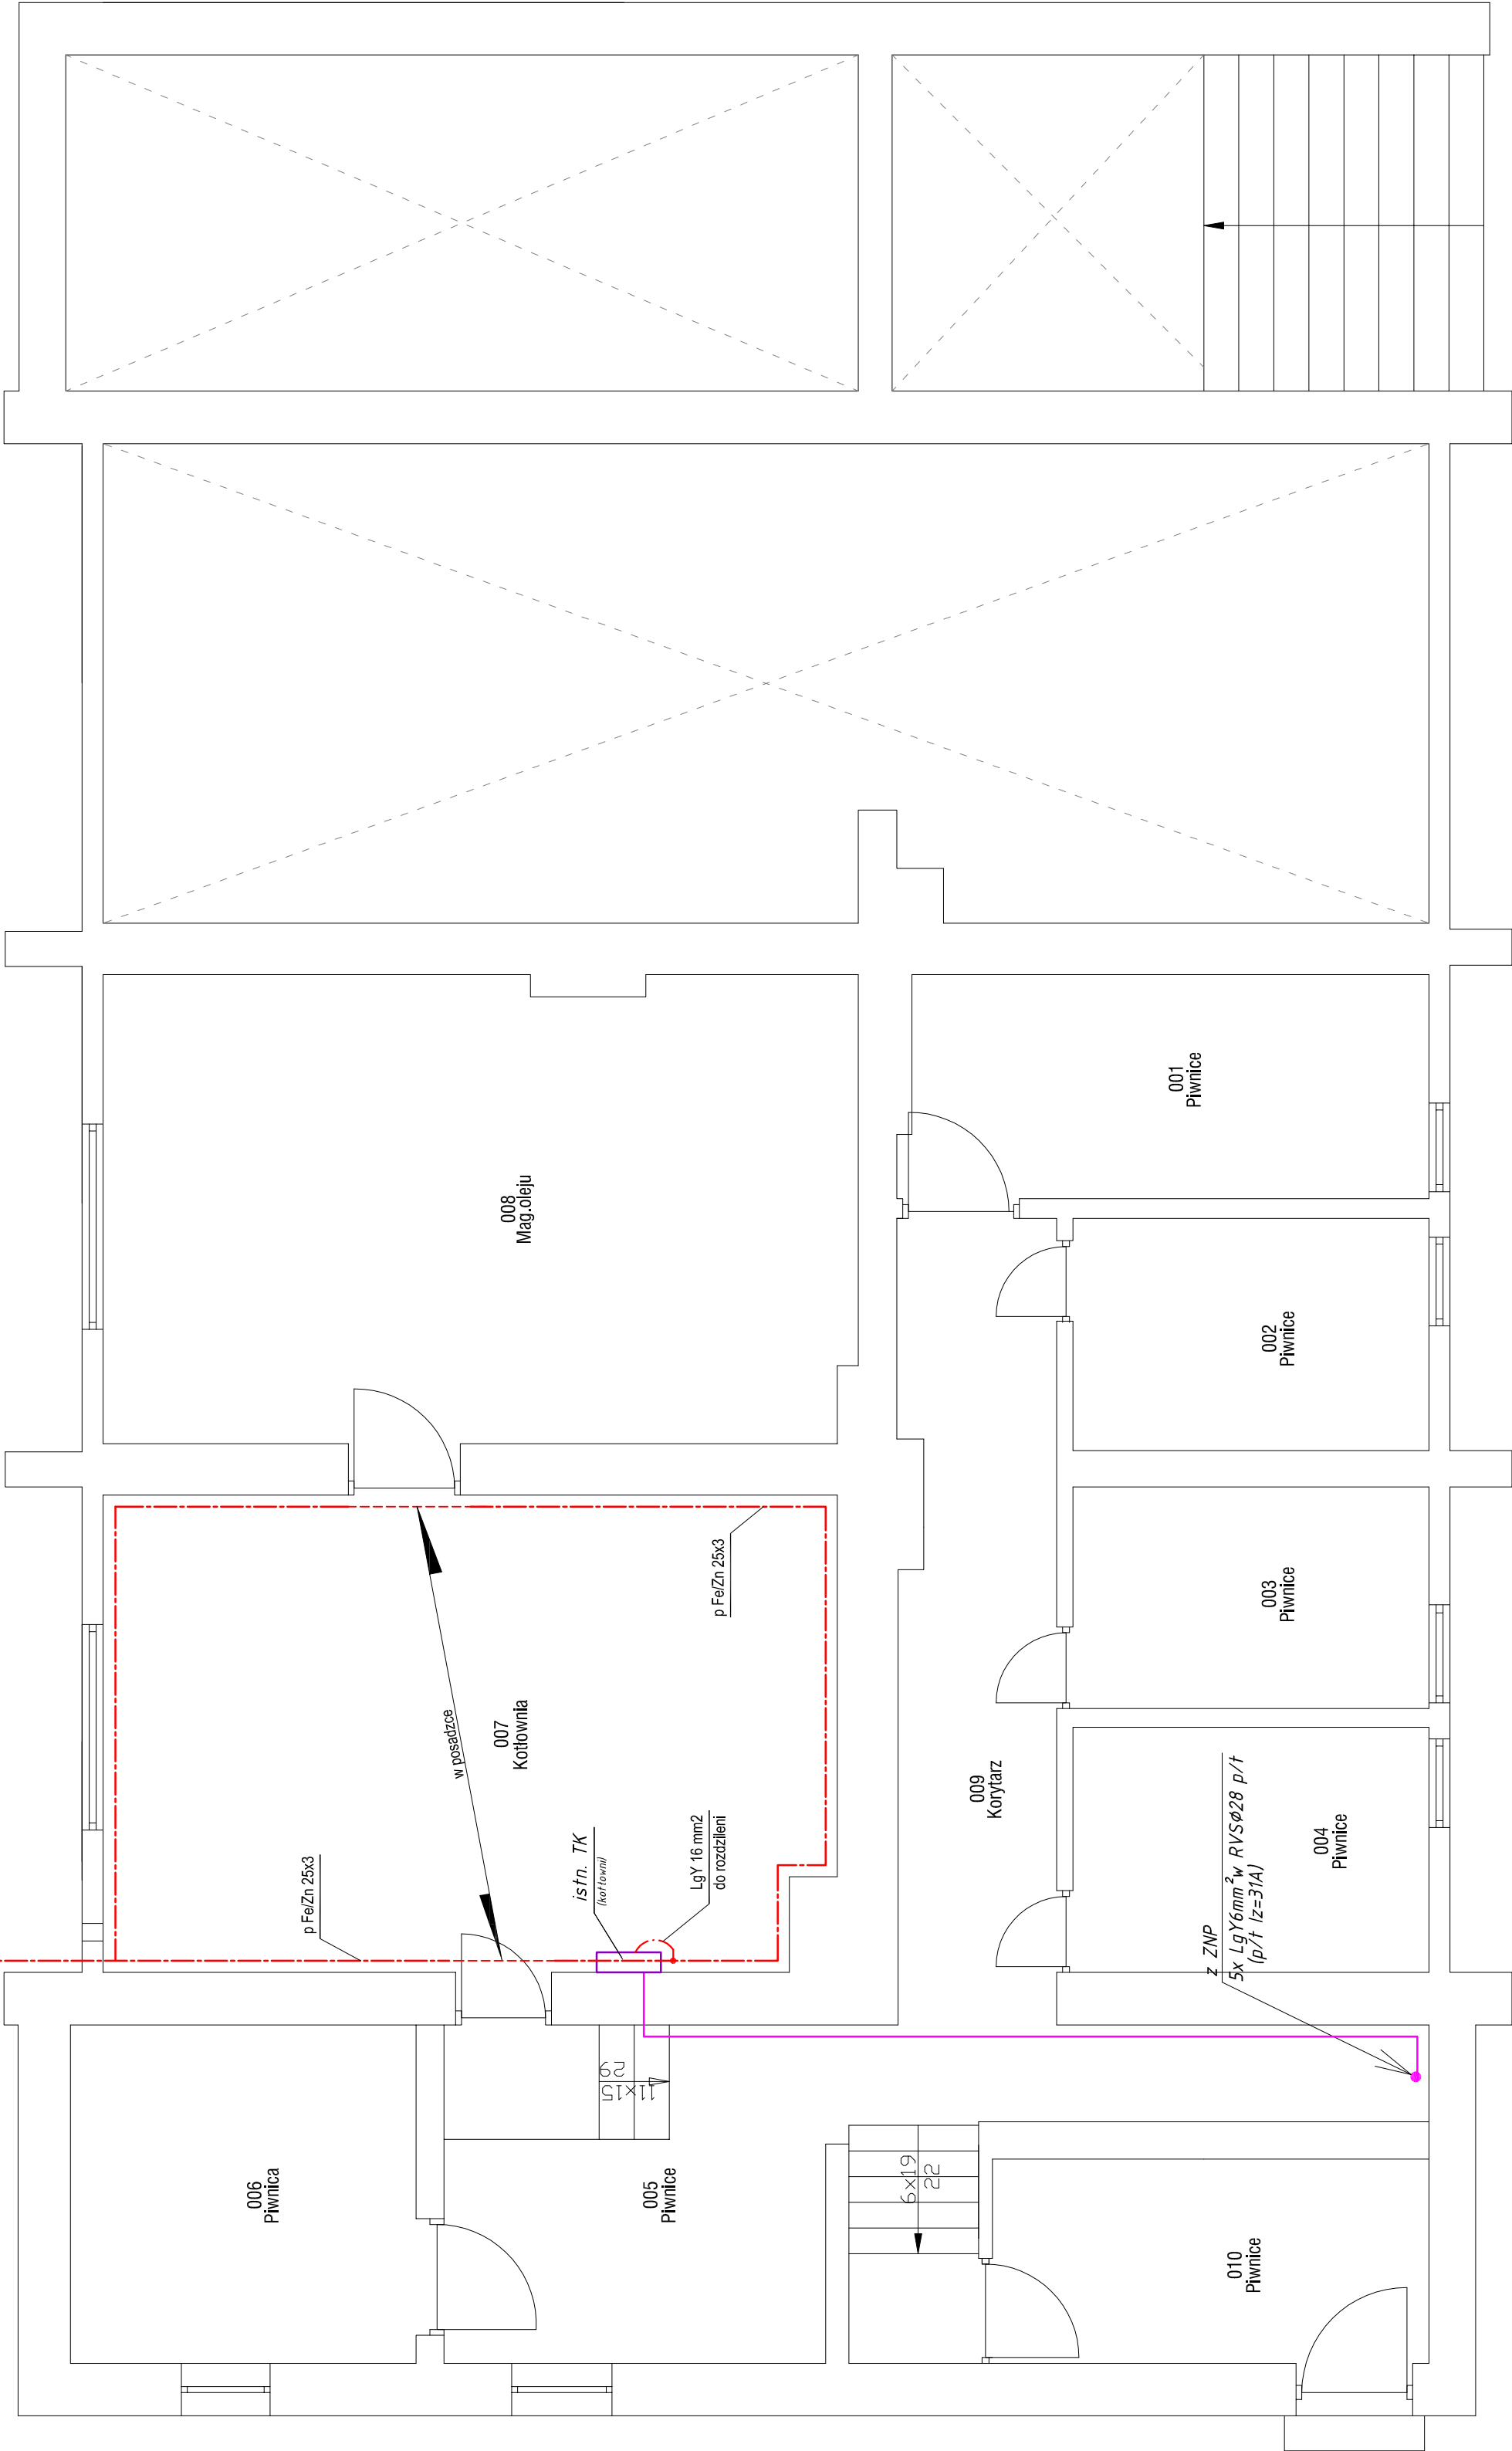 001
Piwnice
008
Mag.oleju
002
Piwnice
p Fe/Zn 25x3
003
Piwnice
w posadzce
007
Kotłownia
009
Korytarz
004
Piwnice
p Fe/Zn 25x3
istn. TK
(kotłowni)
LgY 16 mm2
do rozdzileni
z ZNP
5x LgY6mm² w RVSØ28 p/t
(p/t Iz=31A)
11x15
29
6x19
22
006
Piwnica
005
Piwnice
010
Piwnice